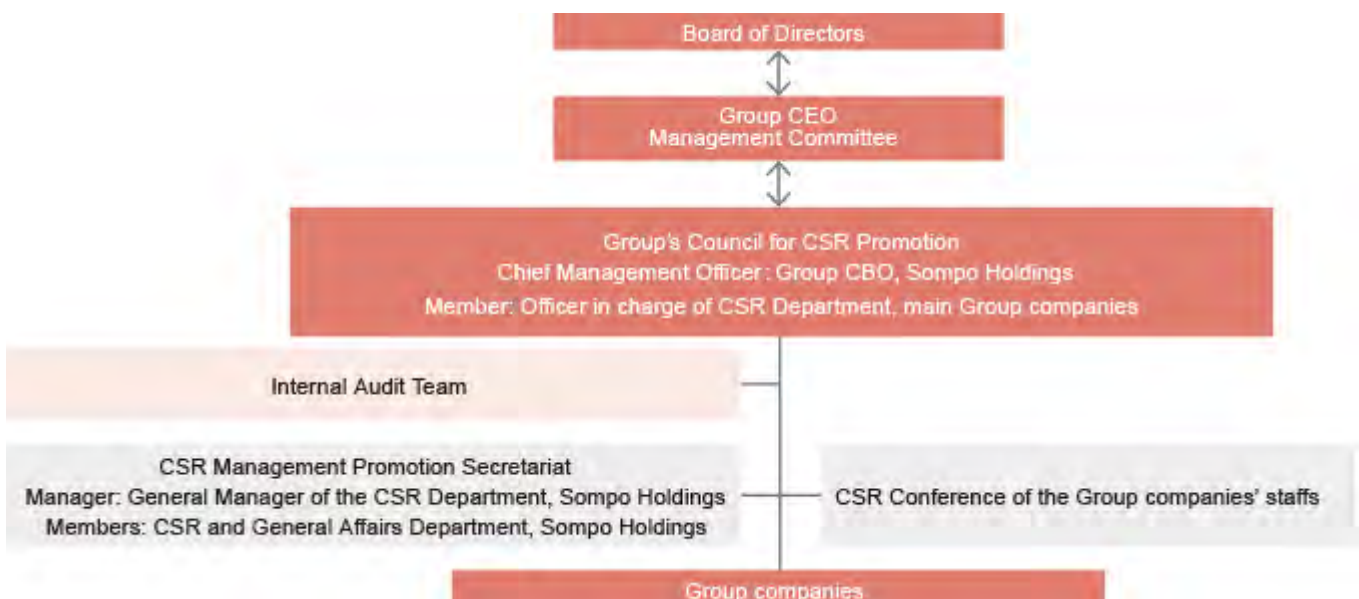 Board of Directors
Group CEO
Management Committee
Group's Council for CSR Promotion
Chief Management Officer: Group CBO, Sompo Holdings
Member: Officer in charge of CSR Department, main Group companies
Internal Audit Team
CSR Management Promotion Secretariat
Manager: General Manager of the CSR Department, Sompo Holdings
Members: CSR and General Affairs Department, Sompo Holdings
CSR Conference of the Group companies' staffs
Group companies